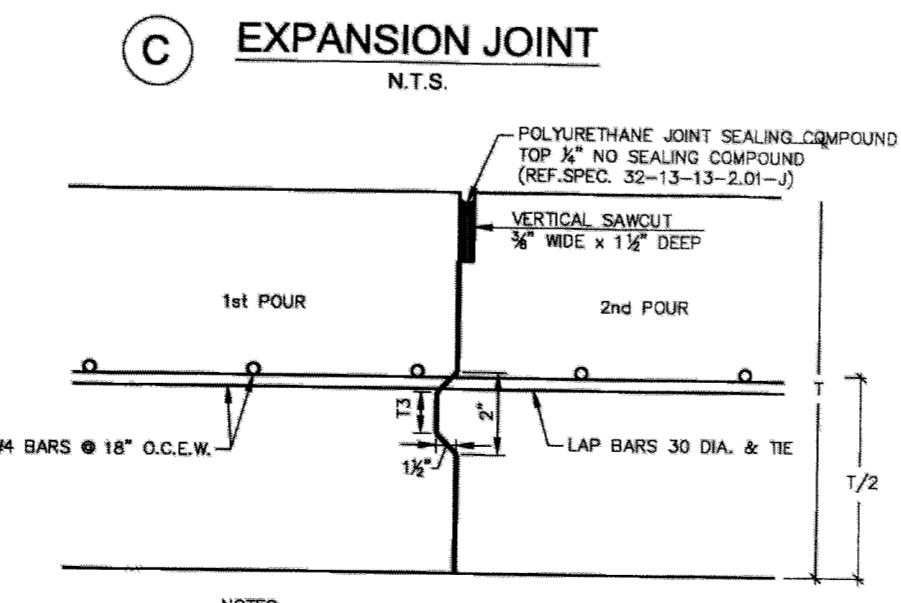 C EXPANSION JOINT
N.T.S.
POLYURETHANE JOINT SEALING COMPOUND
TOP ¼" NO SEALING COMPOUND
(REF.SPEC. 32-13-13-2.01-J)
VERTICAL SAWCUT
⅜" WIDE x 1½" DEEP
1st POUR
2nd POUR
T
T3
2"
#4 BARS @ 18" O.C.E.W.
LAP BARS 30 DIA. & TIE
1½"
T/2
NOTES